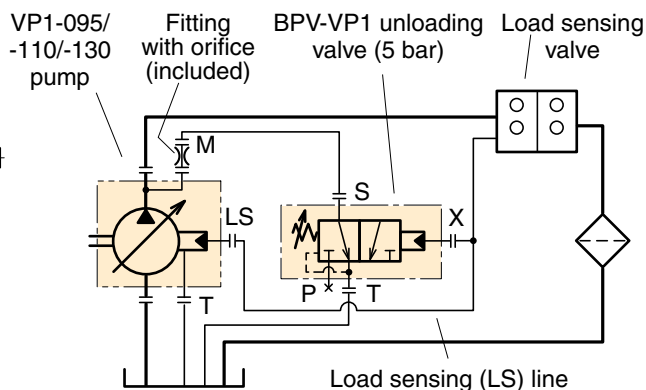 VP1-095/
-110/-130
pump
Fitting
with orifice
(included)
BPV-VP1 unloading
valve (5 bar)
Load sensing
valve
M
S
LS
X
T
P
T
Load sensing (LS) line